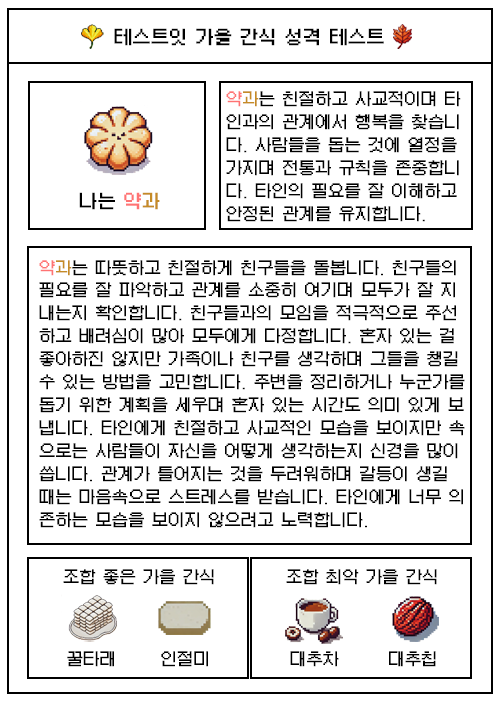 테스트잇 가을 간식 성격 테스트
나는 약과
약과는 친절하고 사교적이며 타
인과의 관계에서 행복을 찾습니
다. 사람들을 돕는 것에 열정을
가지며 전통과 규칙을 존중합니
다. 타인의 필요를 잘 이해하고
안정된 관계를 유지합니다.
약과는 따뜻하고 친절하게 친구들을 돌봅니다. 친구들의
필요를 잘 파악하고 관계를 소중히 여기며 모두가 잘 지
내는지 확인합니다. 친구들과의 모임을 적극적으로 주선
하고 배려심이 많아 모두에게 다정합니다. 혼자 있는 걸
좋아하진 않지만 가족이나 친구를 생각하며 그들을 챙길
수 있는 방법을 고민합니다. 주변을 정리하거나 누군가를
돕기 위한 계획을 세우며 혼자 있는 시간도 의미 있게 보
냅니다. 타인에게 친절하고 사교적인 모습을 보이지만 속
으로는 사람들이 자신을 어떻게 생각하는지 신경을 많이
씁니다. 관계가 틀어지는 것을 두려워하며 갈등이 생길
때는 마음속으로 스트레스를 받습니다. 타인에게 너무 의
존하는 모습을 보이지 않으려고 노력합니다.
조합 좋은 가을 간식
꿀타래 인절미
조합 최악 가을 간식
대추차 대추칩